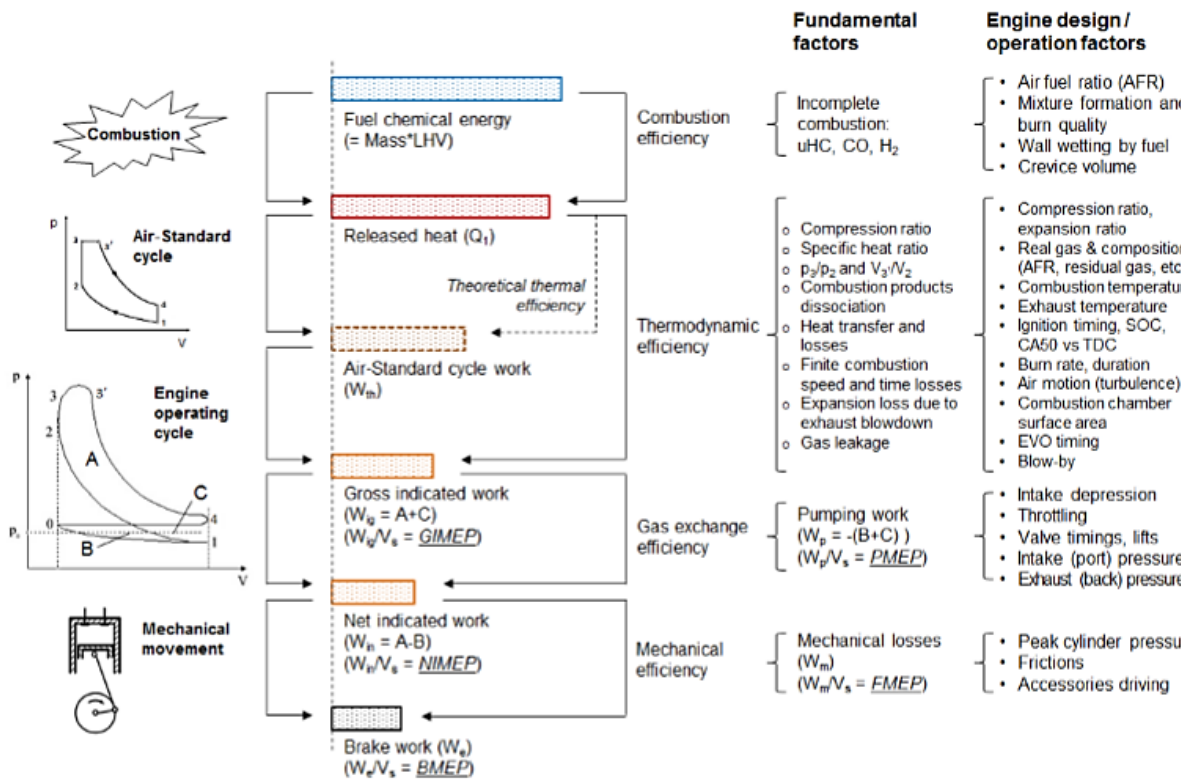 Fundamental
factors
Engine design /
operation factors
Combustion
Fuel chemical energy
(= Mass*LHV)
Combustion
efficiency
Incomplete
combustion:
uHC, CO, H₂
• Air fuel ratio (AFR)
• Mixture formation and
burn quality
• Wall wetting by fuel
• Crevice volume
Released heat (Q₁)
p
Air-Standard
cycle
3
3'
2
4
1
V
Theoretical thermal
efficiency
Air-Standard cycle work
(Wth)
Thermodynamic
efficiency
o Compression ratio
o Specific heat ratio
o p₃/p₂ and V₃'/V₂
o Combustion products
dissociation
o Heat transfer and
losses
o Finite combustion
speed and time losses
o Expansion loss due to
exhaust blowdown
o Gas leakage
• Compression ratio,
expansion ratio
• Real gas & composition
(AFR, residual gas, etc
• Combustion temperatu
• Exhaust temperature
• Ignition timing, SOC,
CA50 vs TDC
• Burn rate, duration
• Air motion (turbulence)
• Combustion chamber
surface area
• EVO timing
• Blow-by
p
Engine
operating
cycle
3
3'
2
A
C
0
4
B
1
V
Gross indicated work
(Wig = A+C)
(Wig/Vs = GIMEP)
Gas exchange
efficiency
Pumping work
(Wp = -(B+C) )
(Wp/Vs = PMEP)
• Intake depression
• Throttling
• Valve timings, lifts
• Intake (port) pressure
• Exhaust (back) pressure
Mechanical
movement
Net indicated work
(Win = A-B)
(Win/Vs = NIMEP)
Mechanical
efficiency
Mechanical losses
(Wm)
(Wm/Vs = FMEP)
• Peak cylinder pressu
• Frictions
• Accessories driving
Brake work (We)
(We/Vs = BMEP)